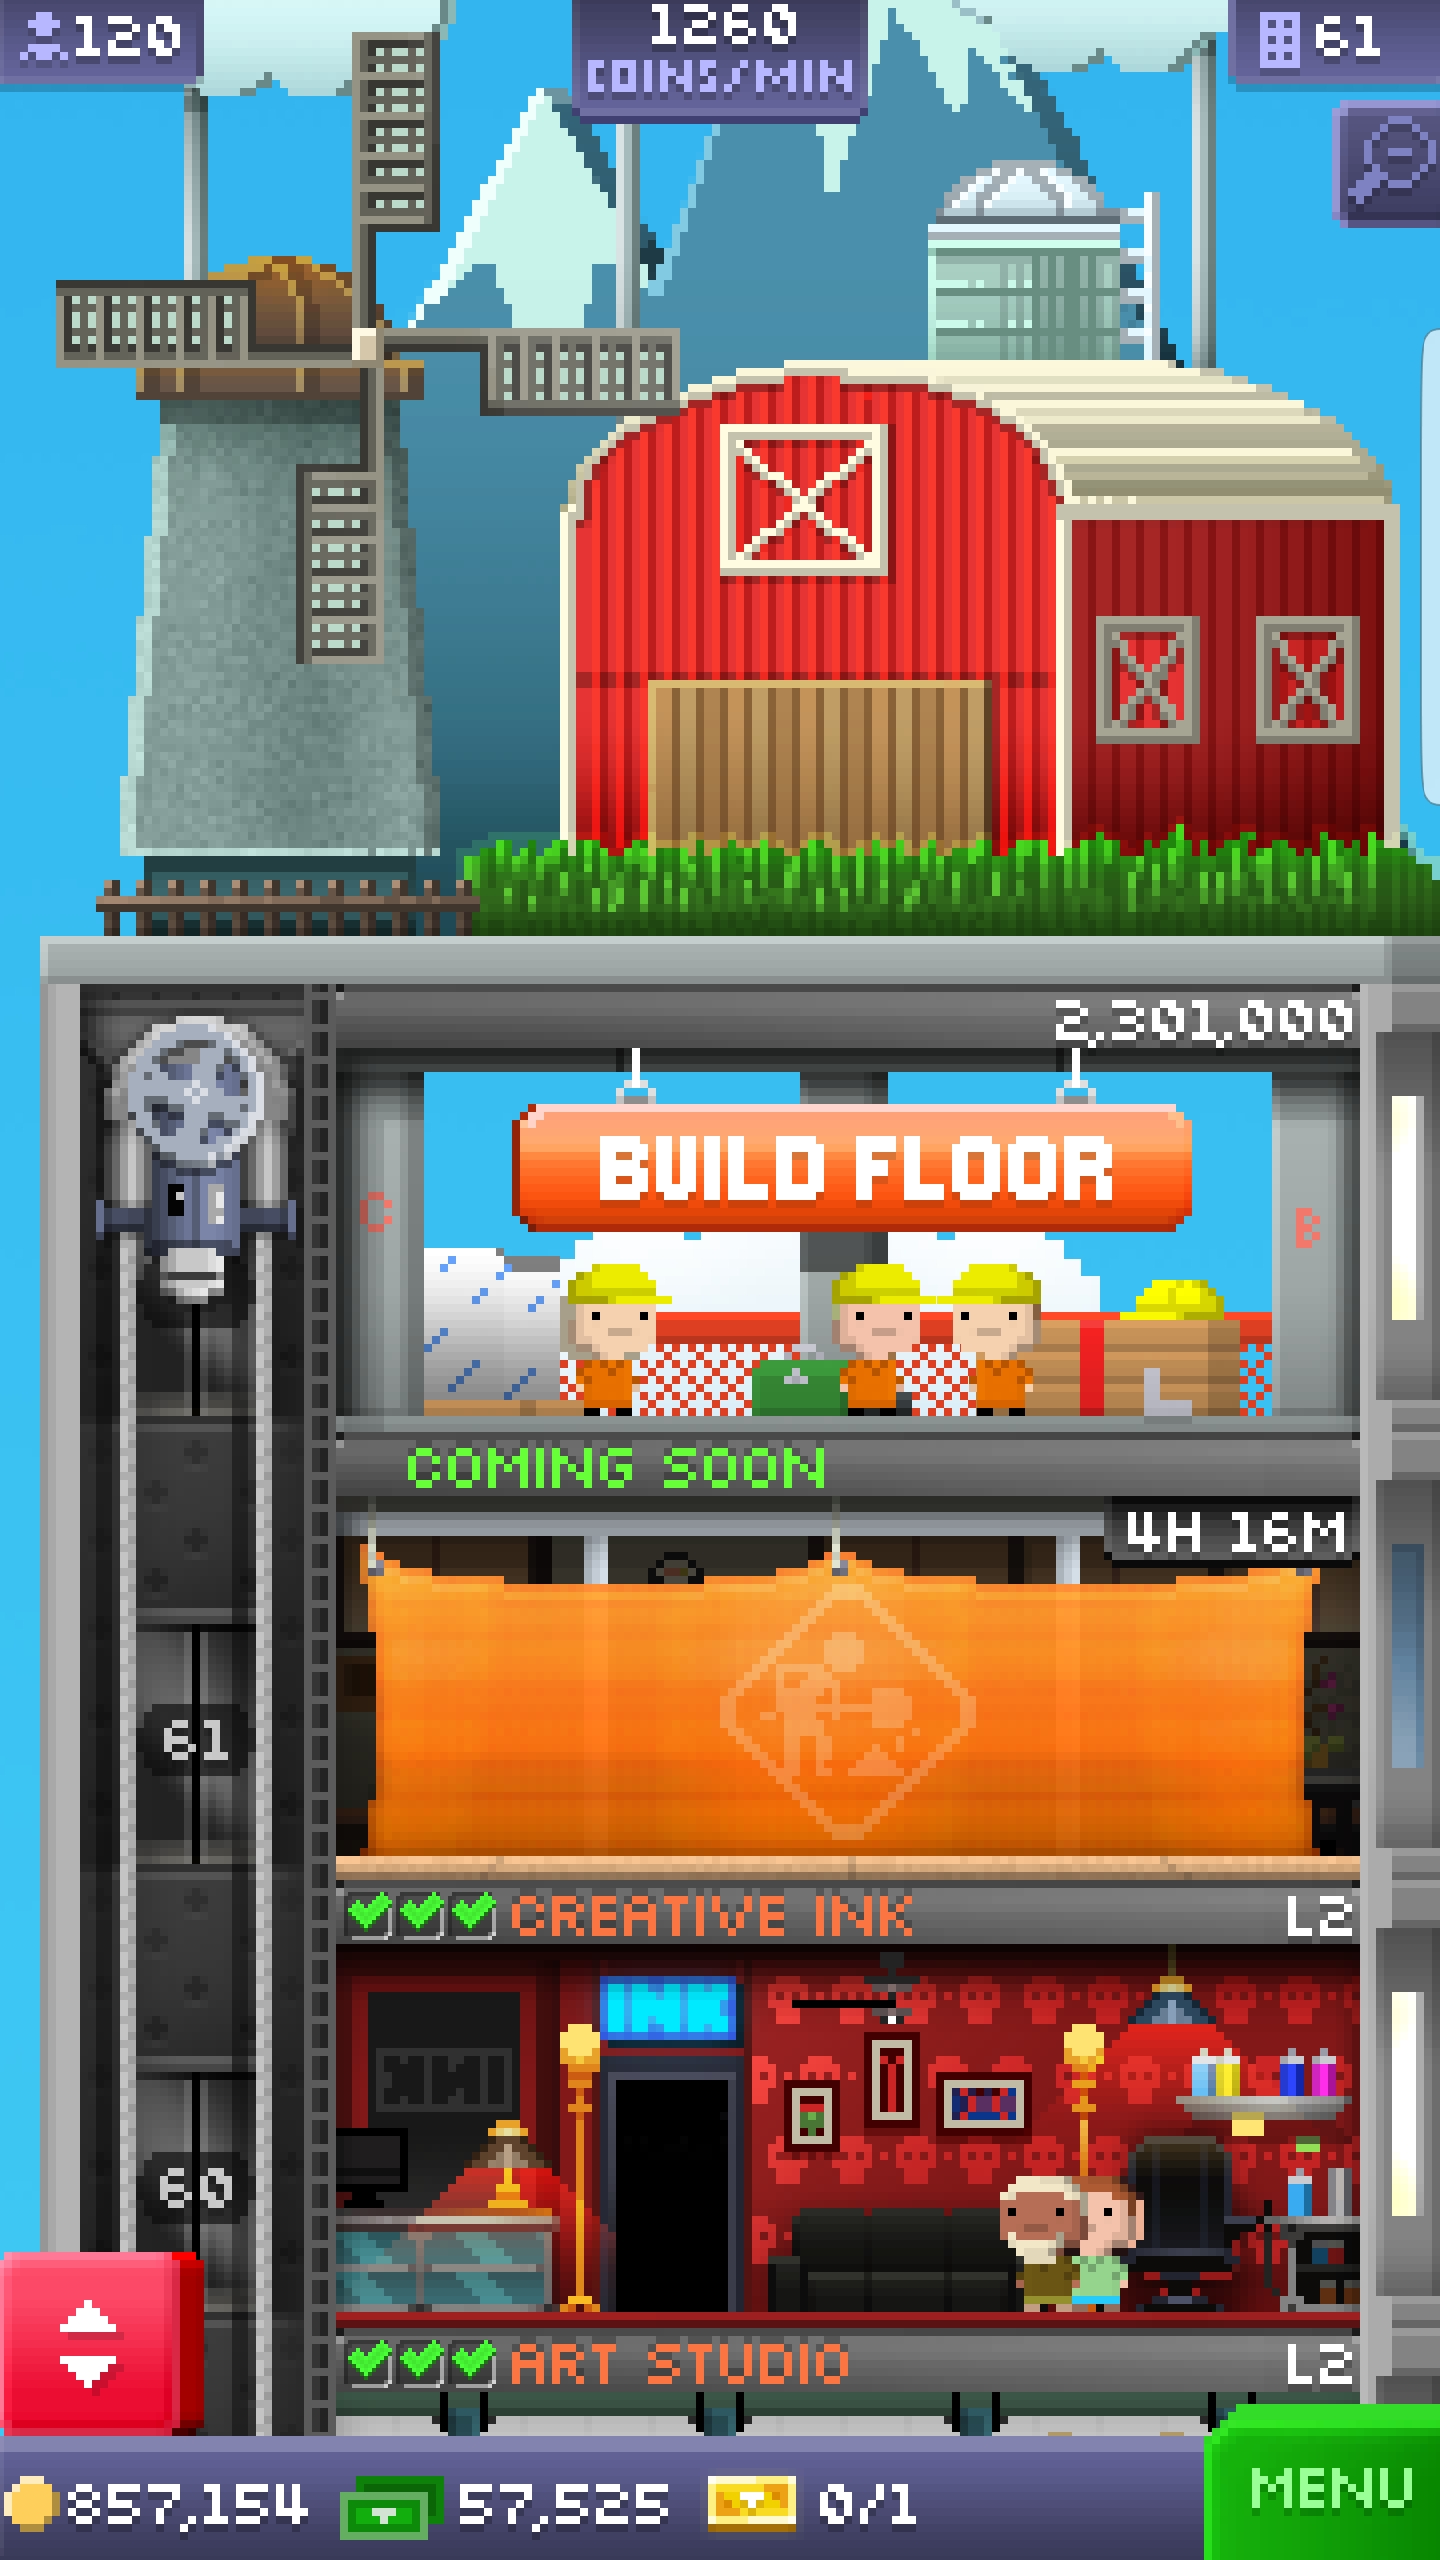 120
1260
COINS/MIN
61
2,301,000
BUILD FLOOR
C
B
COMING SOON
4H 16M
61
CREATIVE INK L2
INK
60
ART STUDIO L2
857,154 57,525 0/1
MENU